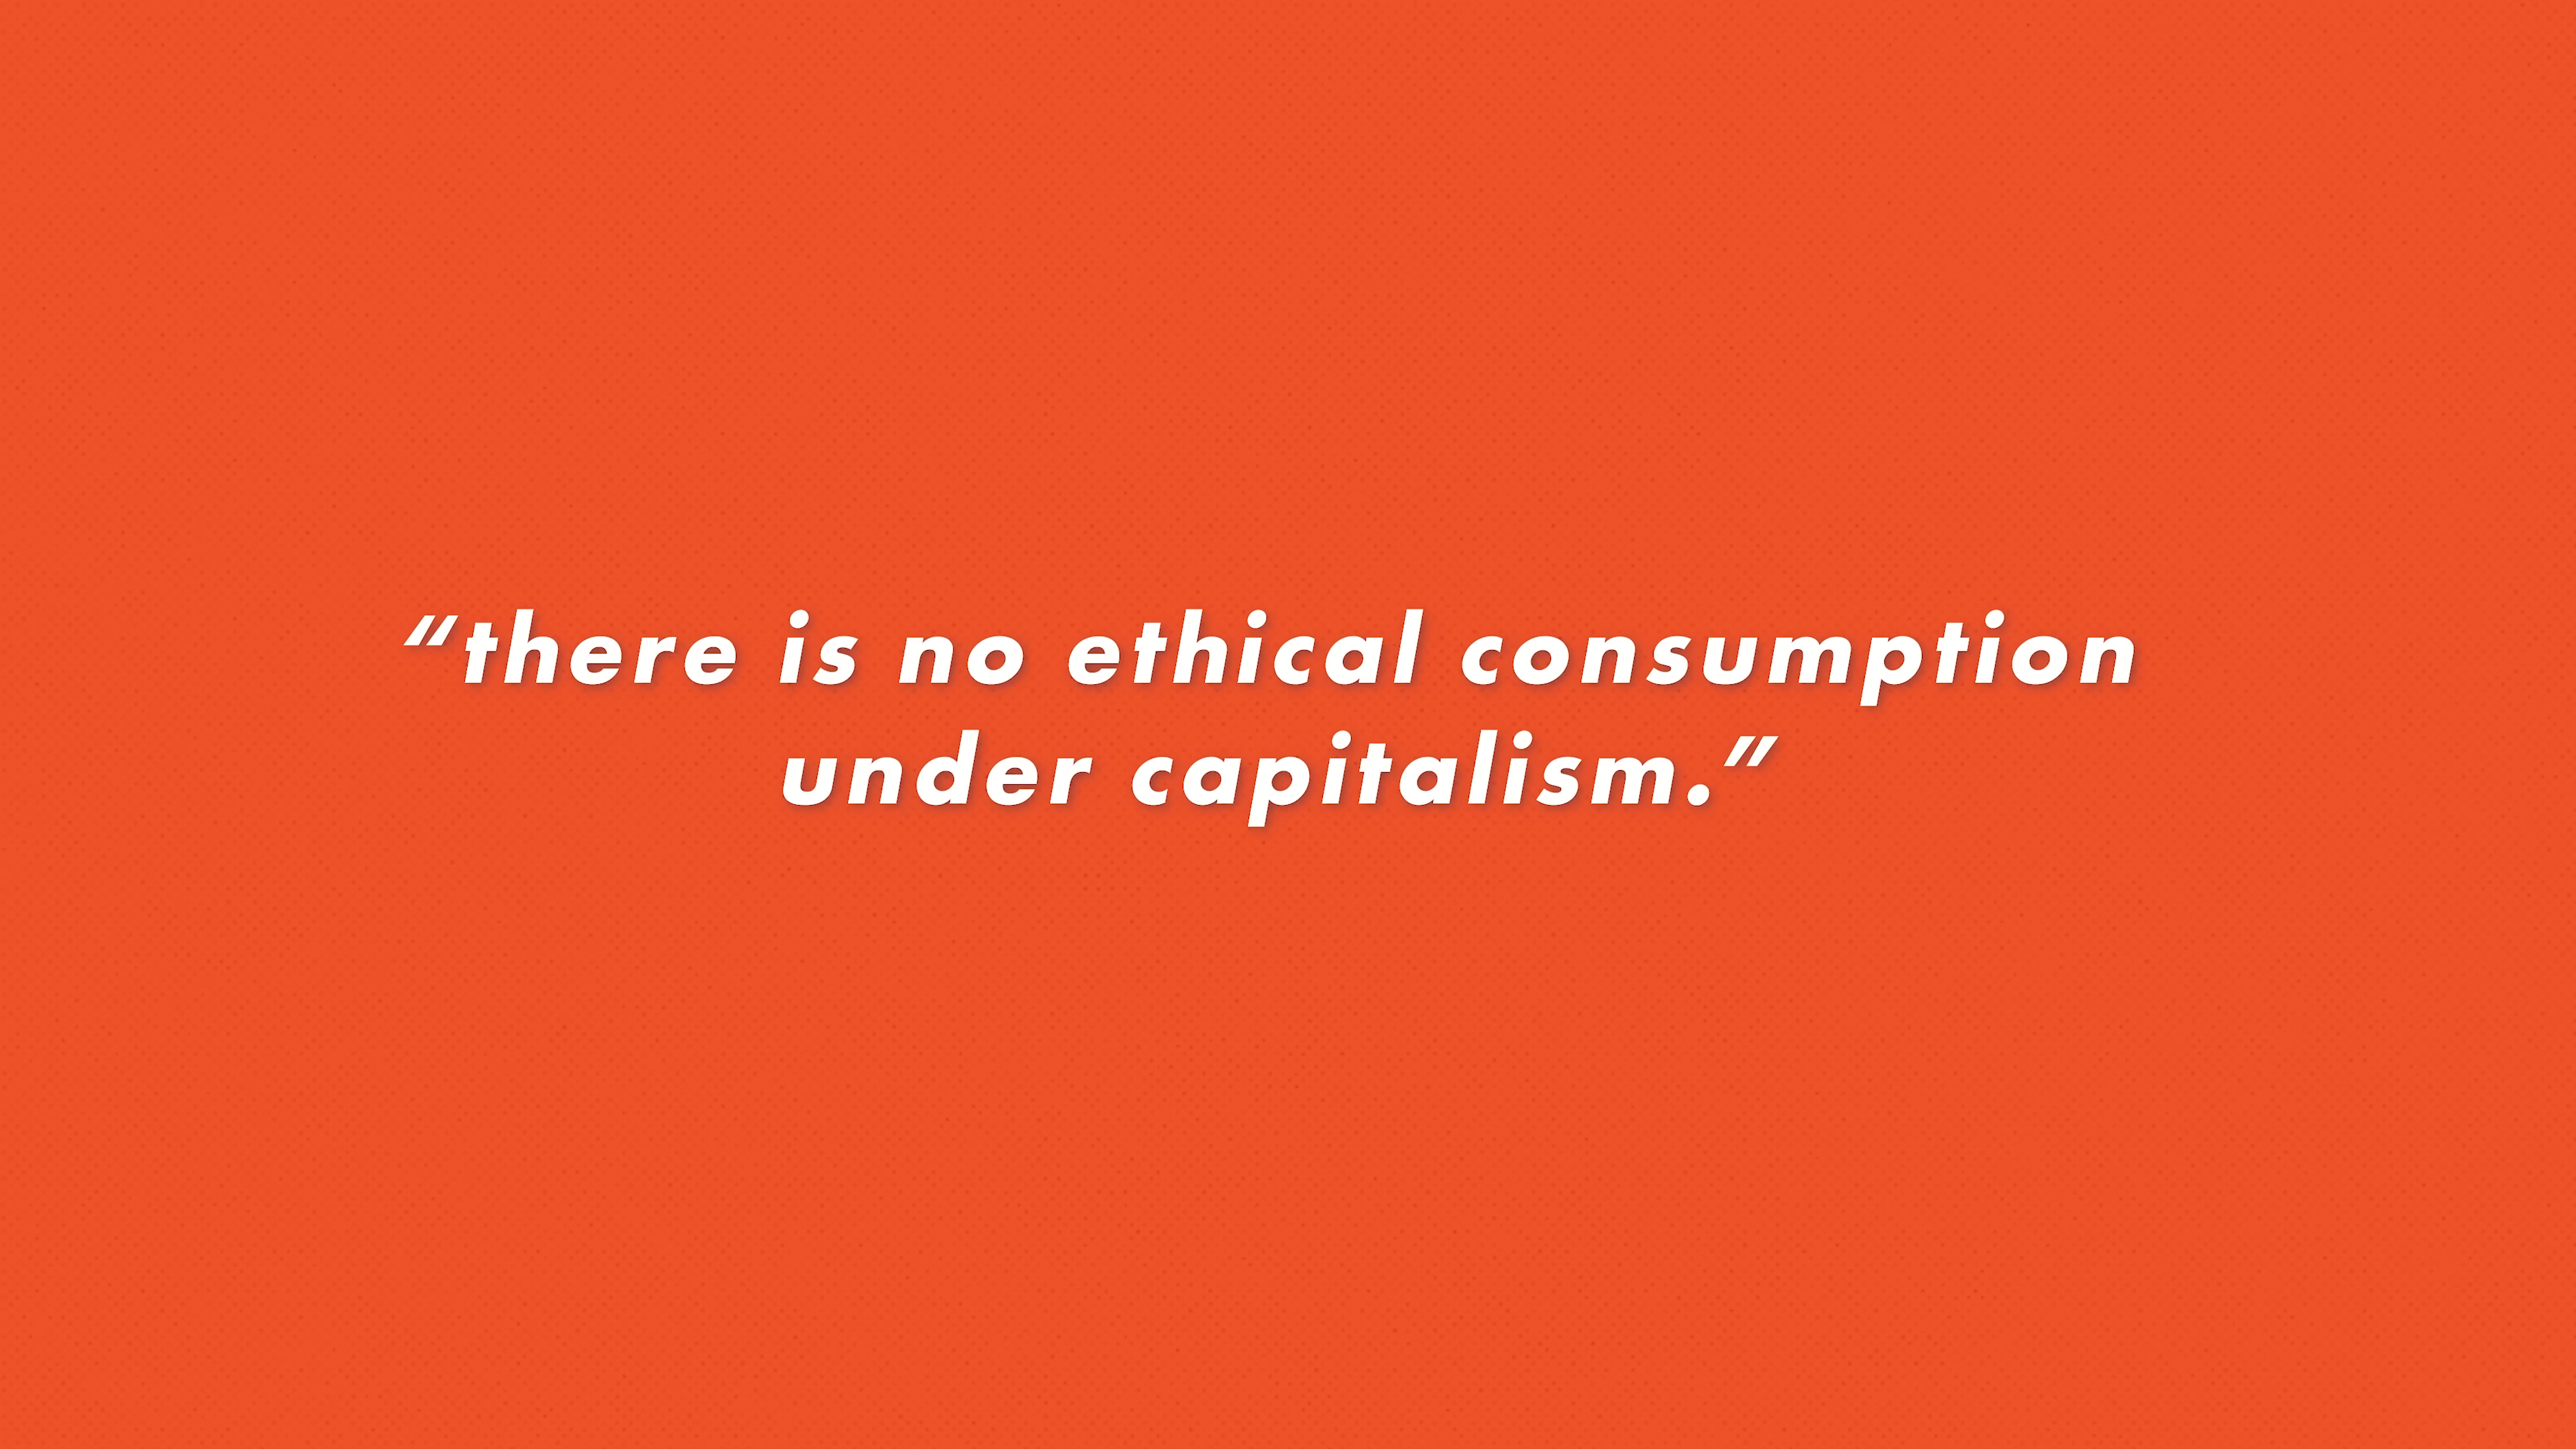 “there is no ethical consumption
under capitalism.”